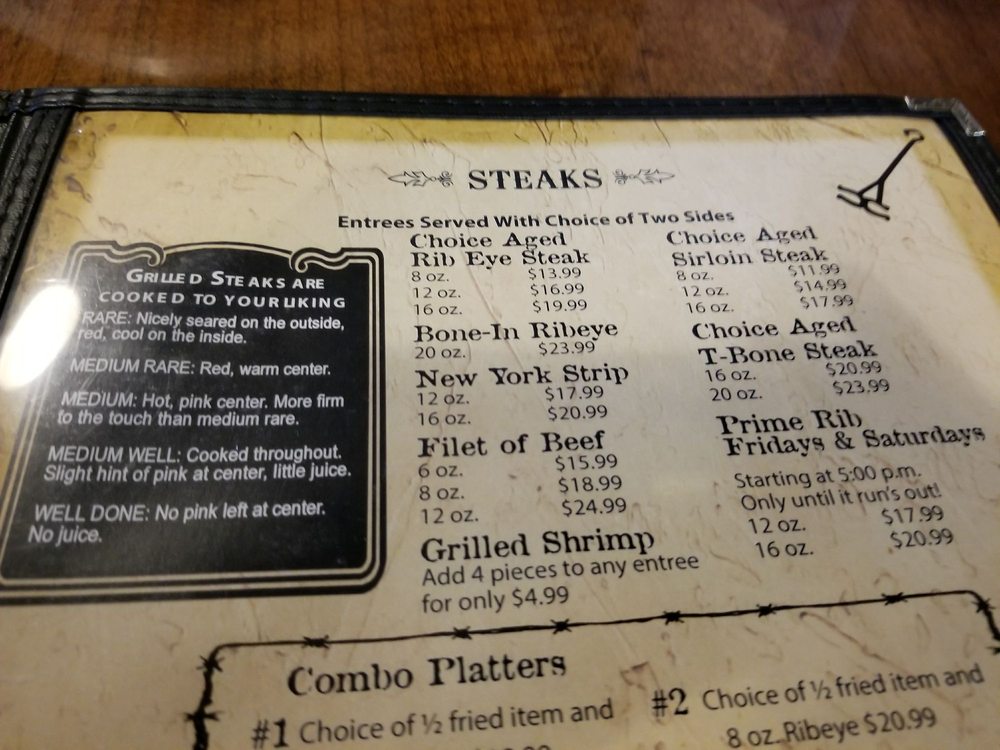 STEAKS
Entrees Served With Choice of Two Sides
GRILLED STEAKS ARE
COOKED TO YOUR LIKING
RARE: Nicely seared on the outside,
red, cool on the inside.
MEDIUM RARE: Red, warm center.
MEDIUM: Hot, pink center. More firm
to the touch than medium rare.
MEDIUM WELL: Cooked throughout.
Slight hint of pink at center, little juice.
WELL DONE: No pink left at center.
No juice.
Choice Aged
Rib Eye Steak
8 oz. $13.99
12 oz. $16.99
16 oz. $19.99
Bone-In Ribeye
20 oz. $23.99
New York Strip
12 oz. $17.99
16 oz. $20.99
Filet of Beef
6 oz. $15.99
8 oz. $18.99
12 oz. $24.99
Grilled Shrimp
Add 4 pieces to any entree
for only $4.99
Choice Aged
Sirloin Steak
8 oz. $11.99
12 oz. $14.99
16 oz. $17.99
Choice Aged
T-Bone Steak
16 oz. $20.99
20 oz. $23.99
Prime Rib
Fridays & Saturdays
Starting at 5:00 p.m.
Only until it run's out!
12 oz. $17.99
16 oz. $20.99
Combo Platters
#1 Choice of ½ fried item and
#2 Choice of ½ fried item and
8 oz. Ribeye $20.99